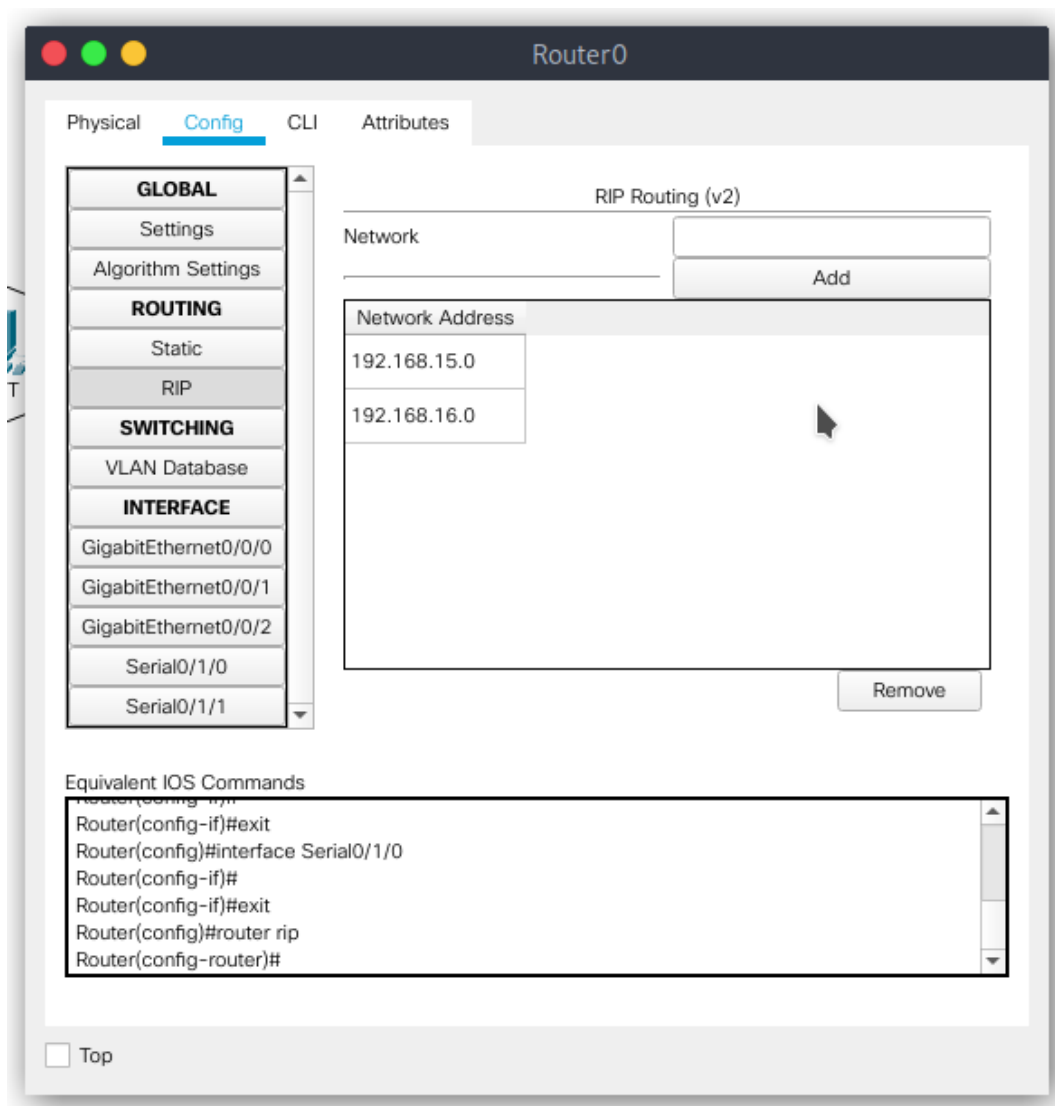 Router0
Physical Config CLI Attributes
GLOBAL
Settings
Algorithm Settings
ROUTING
Static
RIP
SWITCHING
VLAN Database
INTERFACE
GigabitEthernet0/0/0
GigabitEthernet0/0/1
GigabitEthernet0/0/2
Serial0/1/0
Serial0/1/1
RIP Routing (v2)
Network
Add
Network Address
192.168.15.0
192.168.16.0
Remove
Equivalent IOS Commands
Router(config-if)#exit
Router(config)#interface Serial0/1/0
Router(config-if)#
Router(config-if)#exit
Router(config)#router rip
Router(config-router)#
Top
T